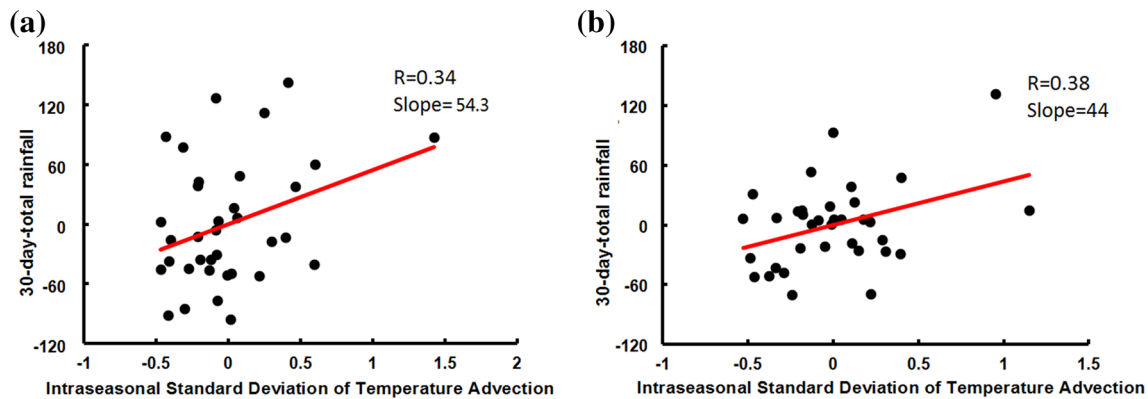 (a)
180
120
60
0
-60
-120
30-day-total rainfall
R=0.34
Slope= 54.3
-1 -0.5 0 0.5 1 1.5 2
Intraseasonal Standard Deviation of Temperature Advection
(b)
180
120
60
0
-60
-120
30-day-total rainfall
R=0.38
Slope=44
-1 -0.5 0 0.5 1 1.5
Intraseasonal Standard Deviation of Temperature Advection